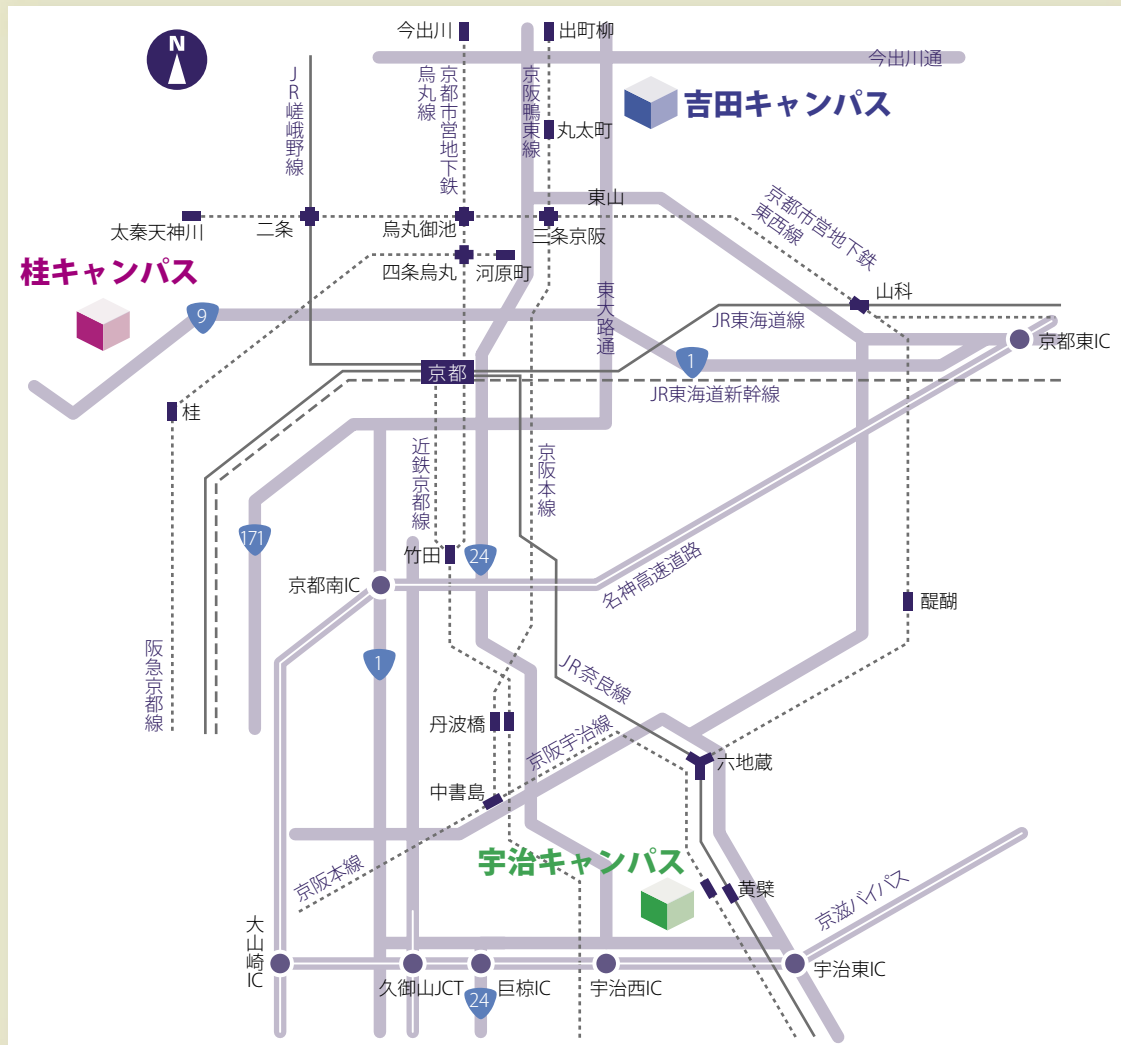 N
今出川
出町柳
今出川通
JR嵯峨野線
京都市営地下鉄
烏丸線
京阪鴨東線
吉田キャンパス
丸太町
東山
京都市営地下鉄
東西線
太秦天神川
二条
烏丸御池
三条京阪
四条烏丸
河原町
桂キャンパス
山科
9
東大路通
JR東海道線
1
京都東IC
京都
JR東海道新幹線
桂
近鉄京都線
京阪本線
171
竹田
24
名神高速道路
京都南IC
醍醐
阪急京都線
1
JR奈良線
丹波橋
京阪宇治線
六地蔵
中書島
宇治キャンパス
京阪本線
黄檗
京滋バイパス
大山崎IC
久御山JCT
巨椋IC
宇治西IC
宇治東IC
24